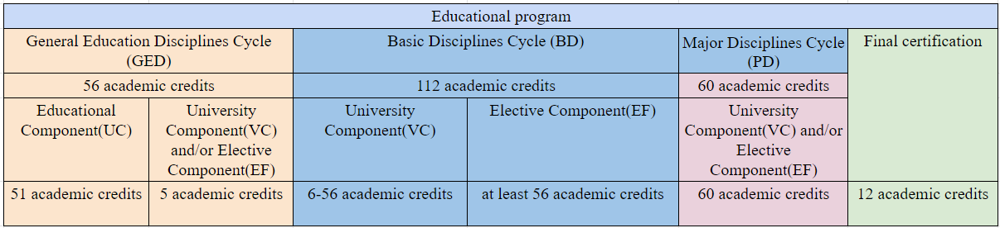 Educational program
General Education Disciplines Cycle
(GED)
Basic Disciplines Cycle (BD)
Major Disciplines Cycle
(PD)
Final certification
56 academic credits
112 academic credits
60 academic credits
Educational
Component(UC)
University
Component(VC)
and/or Elective
Component(EF)
University
Component(VC)
Elective Component(EF)
University
Component(VC) and/or
Elective
Component(EF)
51 academic credits
5 academic credits
6-56 academic credits
at least 56 academic credits
60 academic credits
12 academic credits